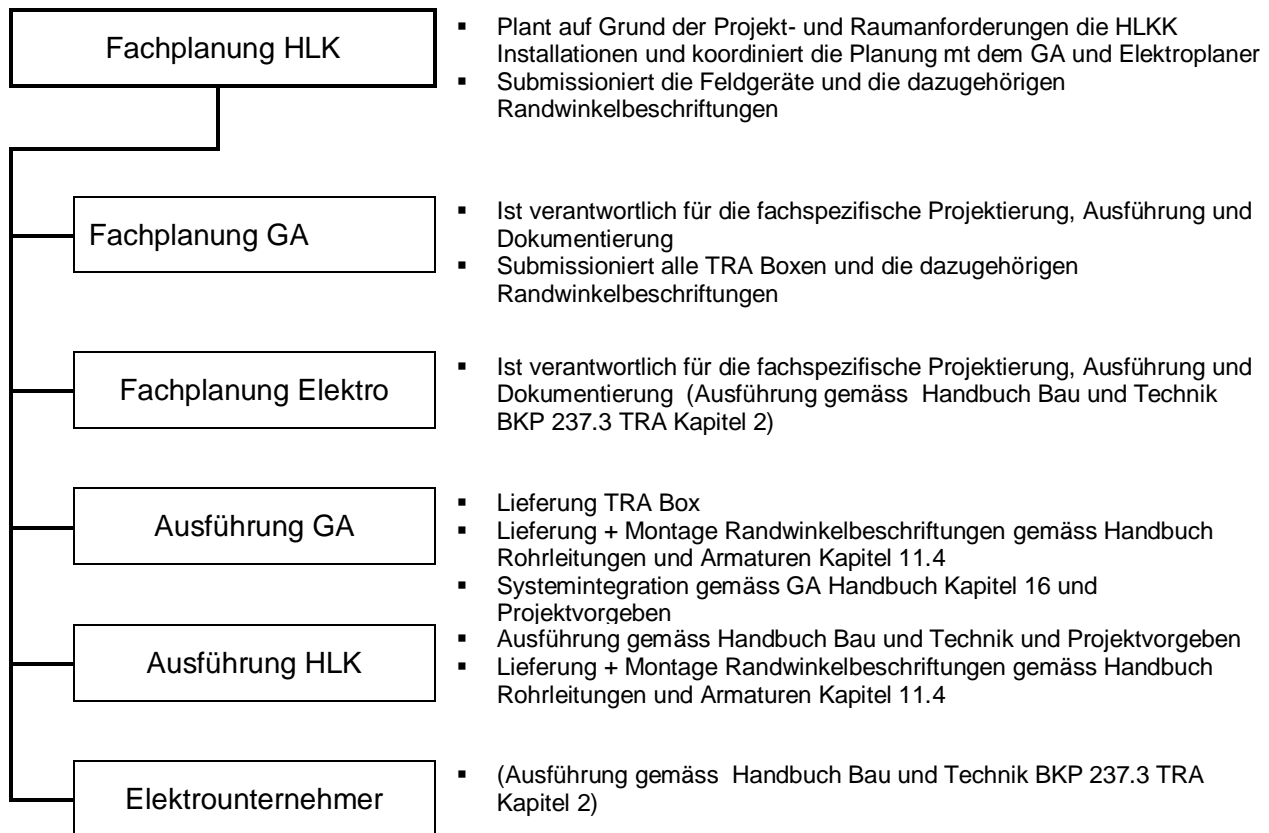 Fachplanung HLK
▪ Plant auf Grund der Projekt- und Raumanforderungen die HLKK
Installationen und koordiniert die Planung mt dem GA und Elektroplaner
▪ Submissioniert die Feldgeräte und die dazugehörigen
Randwinkelbeschriftungen
Fachplanung GA
▪ Ist verantwortlich für die fachspezifische Projektierung, Ausführung und
Dokumentierung
▪ Submissioniert alle TRA Boxen und die dazugehörigen
Randwinkelbeschriftungen
Fachplanung Elektro
▪ Ist verantwortlich für die fachspezifische Projektierung, Ausführung und
Dokumentierung (Ausführung gemäss Handbuch Bau und Technik
BKP 237.3 TRA Kapitel 2)
Ausführung GA
▪ Lieferung TRA Box
▪ Lieferung + Montage Randwinkelbeschriftungen gemäss Handbuch
Rohrleitungen und Armaturen Kapitel 11.4
▪ Systemintegration gemäss GA Handbuch Kapitel 16 und
Projektvorgeben
Ausführung HLK
▪ Ausführung gemäss Handbuch Bau und Technik und Projektvorgeben
▪ Lieferung + Montage Randwinkelbeschriftungen gemäss Handbuch
Rohrleitungen und Armaturen Kapitel 11.4
Elektrounternehmer
▪ (Ausführung gemäss Handbuch Bau und Technik BKP 237.3 TRA
Kapitel 2)